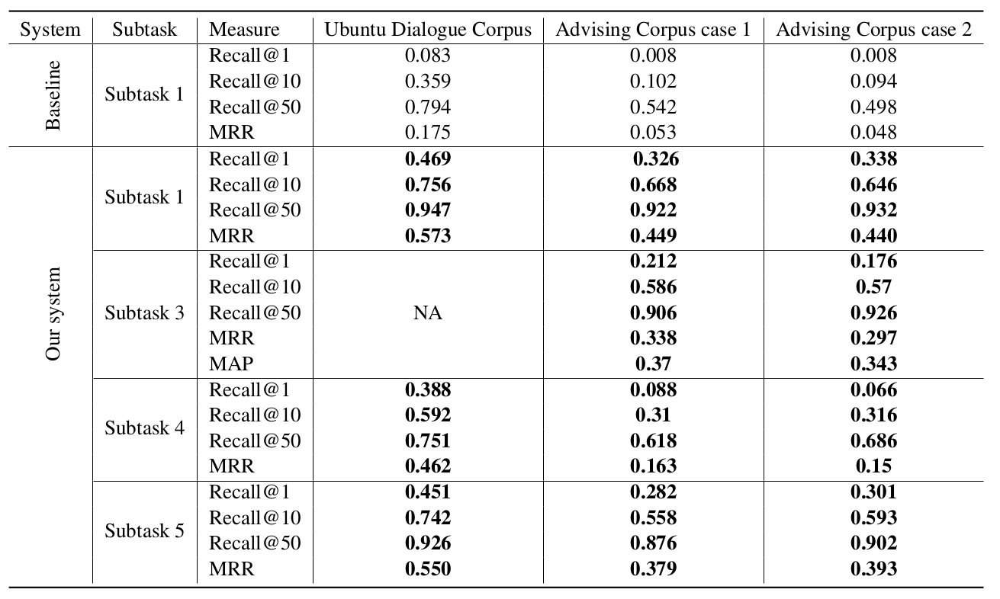 System Subtask Measure Ubuntu Dialogue Corpus Advising Corpus case 1 Advising Corpus case 2
Baseline
Subtask 1
Recall@1 0.083 0.008 0.008
Recall@10 0.359 0.102 0.094
Recall@50 0.794 0.542 0.498
MRR 0.175 0.053 0.048
Our system
Subtask 1
Recall@1 0.469 0.326 0.338
Recall@10 0.756 0.668 0.646
Recall@50 0.947 0.922 0.932
MRR 0.573 0.449 0.440
Subtask 3
NA
Recall@1 0.212 0.176
Recall@10 0.586 0.57
Recall@50 0.906 0.926
MRR 0.338 0.297
MAP 0.37 0.343
Subtask 4
Recall@1 0.388 0.088 0.066
Recall@10 0.592 0.31 0.316
Recall@50 0.751 0.618 0.686
MRR 0.462 0.163 0.15
Subtask 5
Recall@1 0.451 0.282 0.301
Recall@10 0.742 0.558 0.593
Recall@50 0.926 0.876 0.902
MRR 0.550 0.379 0.393